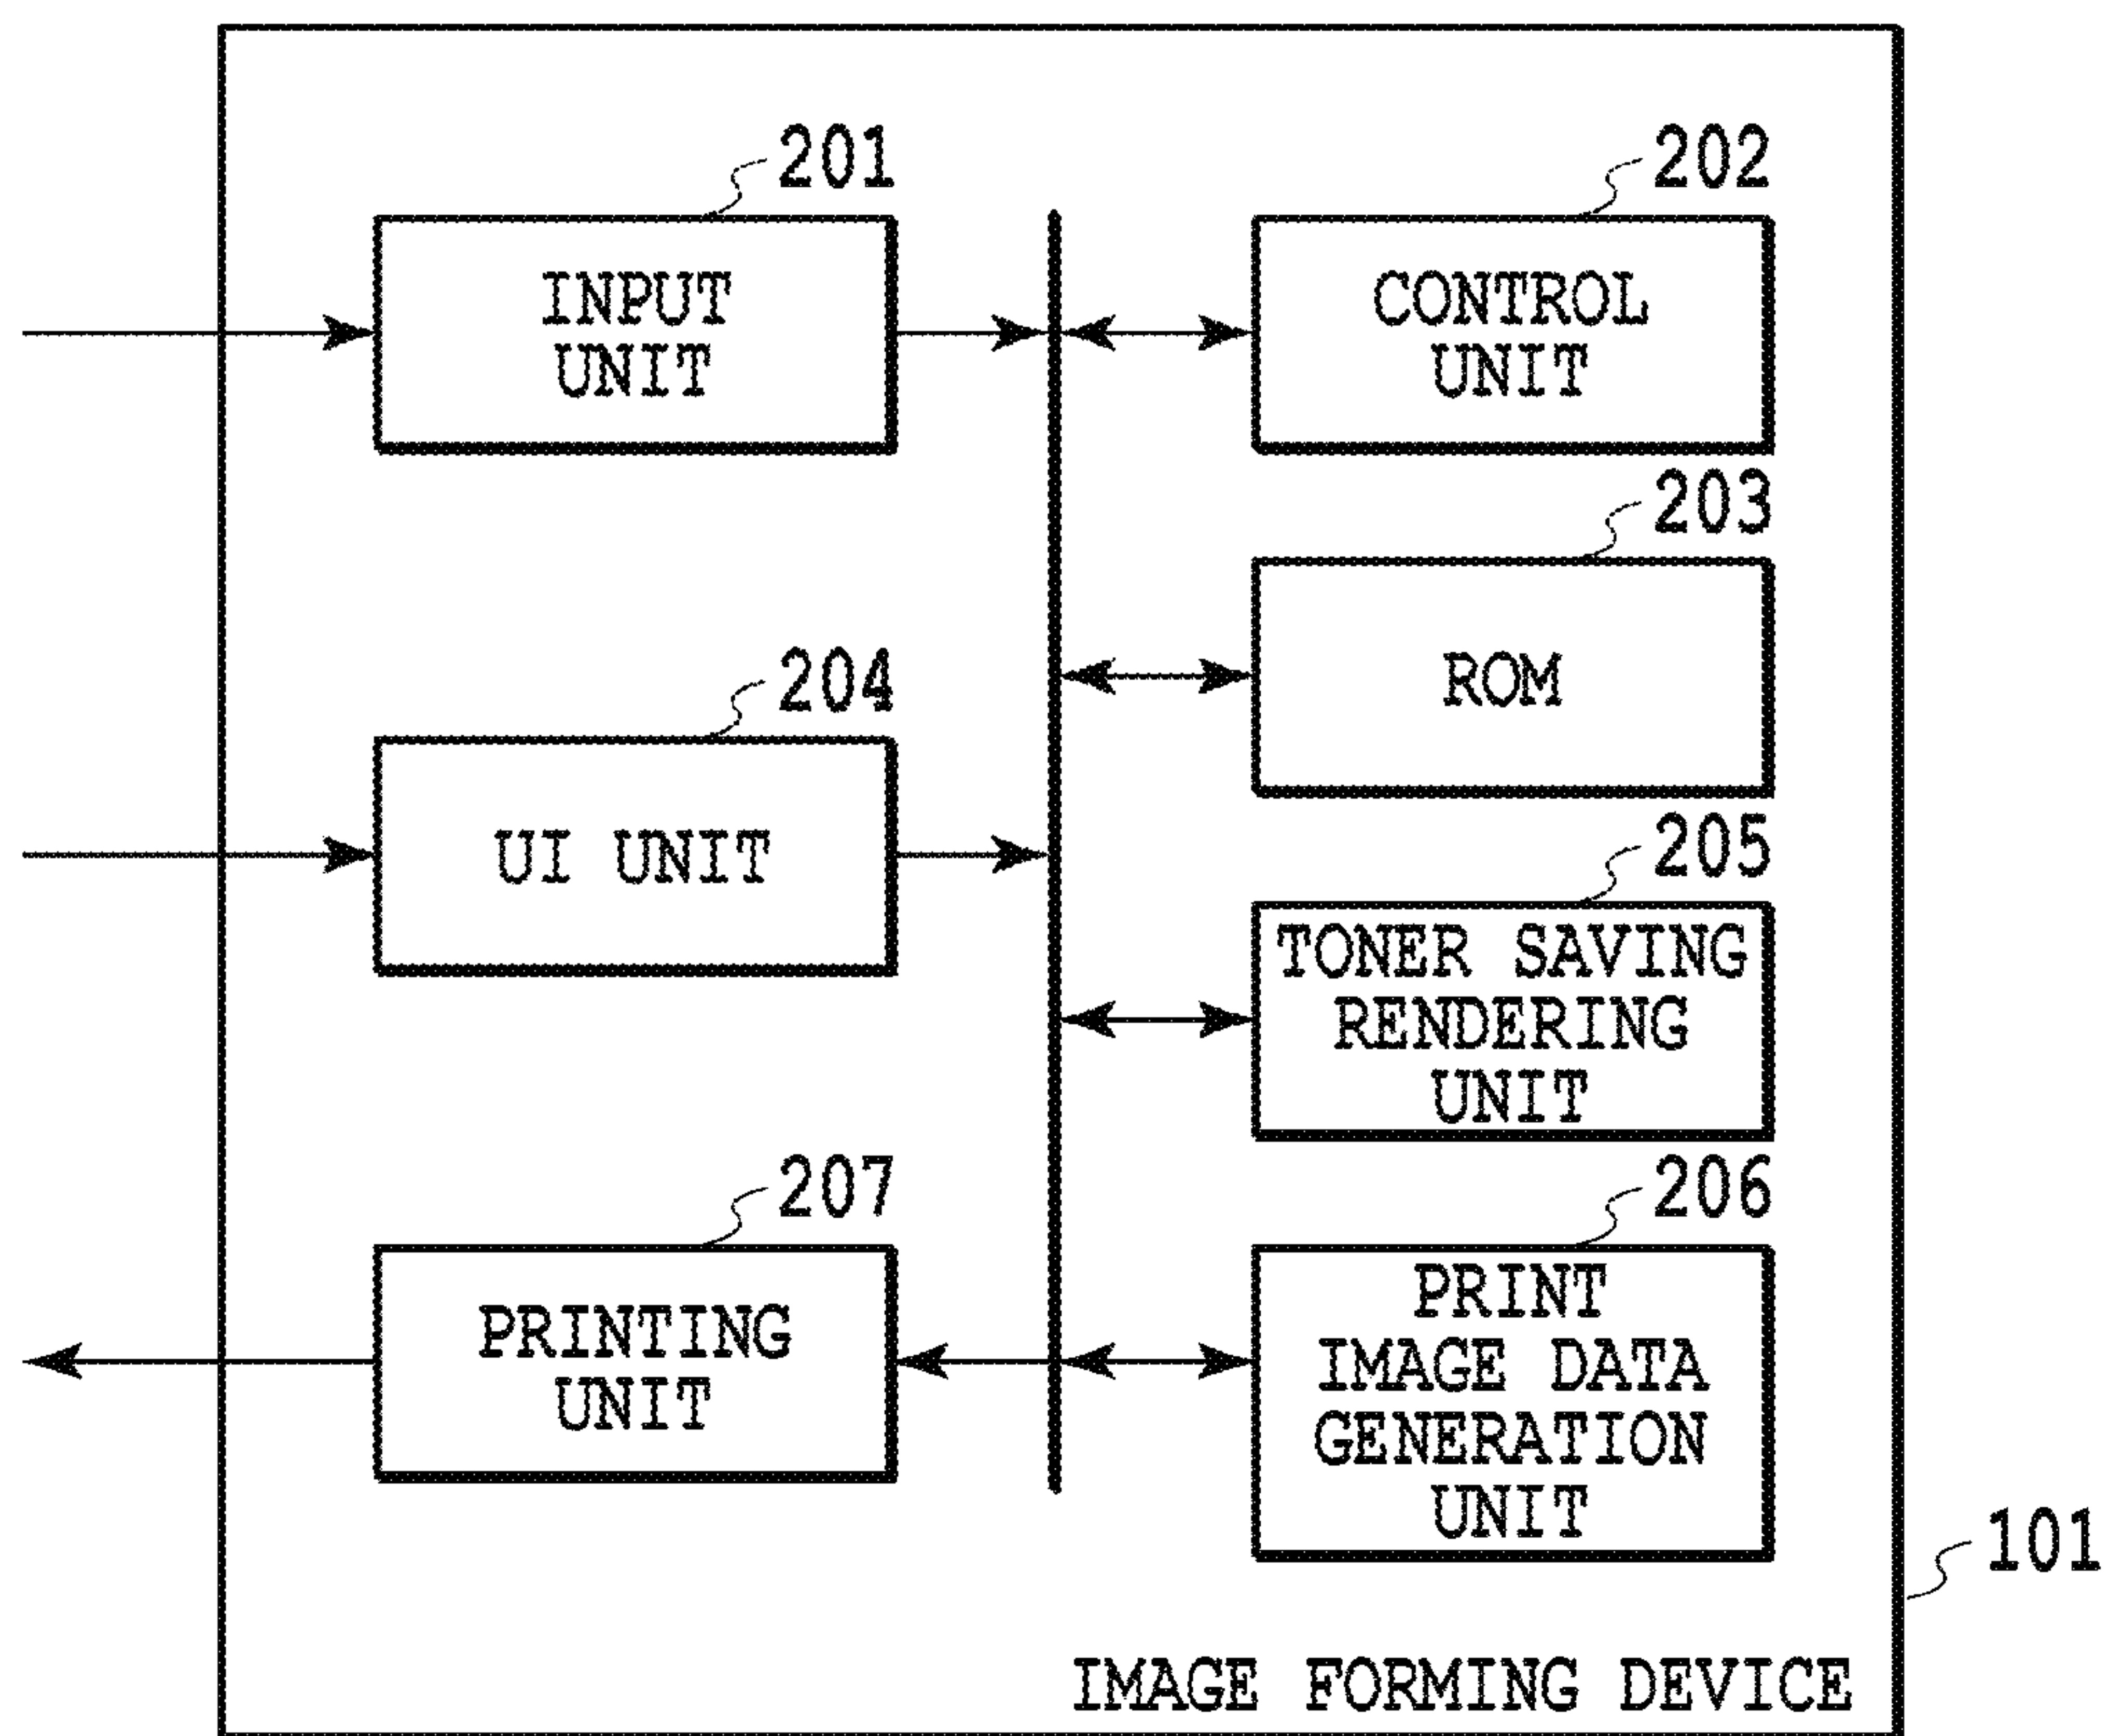 201
INPUT
UNIT
202
CONTROL
UNIT
203
ROM
204
UI UNIT
205
TONER SAVING
RENDERING
UNIT
207
PRINTING
UNIT
206
PRINT
IMAGE DATA
GENERATION
UNIT
101
IMAGE FORMING DEVICE